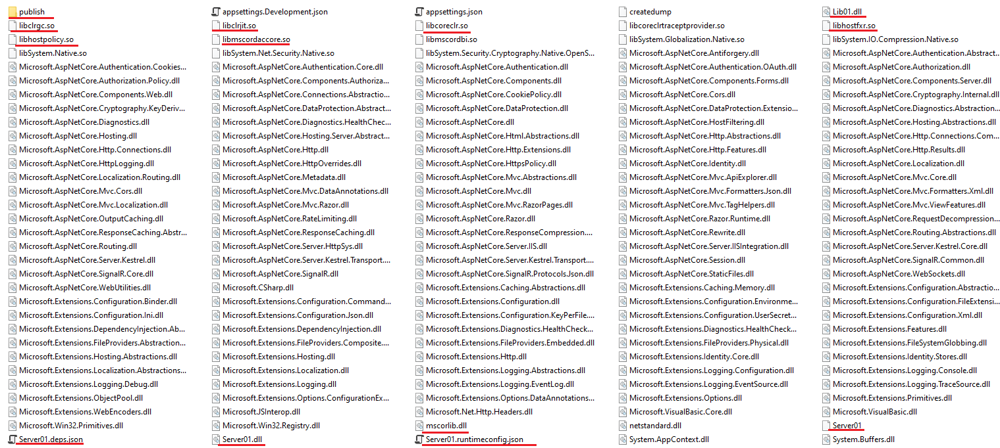 publish appsettings.Development.json appsettings.json createdump Lib01.dll
libclrgc.so libclrjit.so libcoreclr.so libcoreclrtraceptprovider.so libhostfxr.so
libhostpolicy.so libmscordaccore.so libmscordbi.so libSystem.Globalization.Native.so libSystem.IO.Compression.Native.so
libSystem.Native.so libSystem.Net.Security.Native.so libSystem.Security.Cryptography.Native.OpenS... Microsoft.AspNetCore.Antiforgery.dll Microsoft.AspNetCore.Authentication.Abstract...
Microsoft.AspNetCore.Authentication.Cookies... Microsoft.AspNetCore.Authentication.Core.dll Microsoft.AspNetCore.Authentication.dll Microsoft.AspNetCore.Authentication.OAuth.dll Microsoft.AspNetCore.Authorization.dll
Microsoft.AspNetCore.Authorization.Policy.dll Microsoft.AspNetCore.Components.Authoriza... Microsoft.AspNetCore.Components.dll Microsoft.AspNetCore.Components.Forms.dll Microsoft.AspNetCore.Components.Server.dll
Microsoft.AspNetCore.Components.Web.dll Microsoft.AspNetCore.Connections.Abstractio... Microsoft.AspNetCore.CookiePolicy.dll Microsoft.AspNetCore.Cors.dll Microsoft.AspNetCore.Cryptography.Internal.dll
Microsoft.AspNetCore.Cryptography.KeyDeriv... Microsoft.AspNetCore.DataProtection.Abstract... Microsoft.AspNetCore.DataProtection.dll Microsoft.AspNetCore.DataProtection.Extensio... Microsoft.AspNetCore.Diagnostics.Abstraction...
Microsoft.AspNetCore.Diagnostics.dll Microsoft.AspNetCore.Diagnostics.HealthChec... Microsoft.AspNetCore.dll Microsoft.AspNetCore.HostFiltering.dll Microsoft.AspNetCore.Hosting.Abstractions.dll
Microsoft.AspNetCore.Hosting.dll Microsoft.AspNetCore.Hosting.Server.Abstract... Microsoft.AspNetCore.Html.Abstractions.dll Microsoft.AspNetCore.Http.Abstractions.dll Microsoft.AspNetCore.Http.Connections.Com...
Microsoft.AspNetCore.Http.Connections.dll Microsoft.AspNetCore.Http.dll Microsoft.AspNetCore.Http.Extensions.dll Microsoft.AspNetCore.Http.Features.dll Microsoft.AspNetCore.Http.Results.dll
Microsoft.AspNetCore.HttpLogging.dll Microsoft.AspNetCore.HttpOverrides.dll Microsoft.AspNetCore.HttpsPolicy.dll Microsoft.AspNetCore.Identity.dll Microsoft.AspNetCore.Localization.dll
Microsoft.AspNetCore.Localization.Routing.dll Microsoft.AspNetCore.Metadata.dll Microsoft.AspNetCore.Mvc.Abstractions.dll Microsoft.AspNetCore.Mvc.ApiExplorer.dll Microsoft.AspNetCore.Mvc.Core.dll
Microsoft.AspNetCore.Mvc.Cors.dll Microsoft.AspNetCore.Mvc.DataAnnotations.dll Microsoft.AspNetCore.Mvc.dll Microsoft.AspNetCore.Mvc.Formatters.Json.dll Microsoft.AspNetCore.Mvc.Formatters.Xml.dll
Microsoft.AspNetCore.Mvc.Localization.dll Microsoft.AspNetCore.Mvc.Razor.dll Microsoft.AspNetCore.Mvc.RazorPages.dll Microsoft.AspNetCore.Mvc.TagHelpers.dll Microsoft.AspNetCore.Mvc.ViewFeatures.dll
Microsoft.AspNetCore.OutputCaching.dll Microsoft.AspNetCore.RateLimiting.dll Microsoft.AspNetCore.Razor.dll Microsoft.AspNetCore.Razor.Runtime.dll Microsoft.AspNetCore.RequestDecompression...
Microsoft.AspNetCore.ResponseCaching.Abstr... Microsoft.AspNetCore.ResponseCaching.dll Microsoft.AspNetCore.ResponseCompression.... Microsoft.AspNetCore.Rewrite.dll Microsoft.AspNetCore.Routing.Abstractions.dll
Microsoft.AspNetCore.Routing.dll Microsoft.AspNetCore.Server.HttpSys.dll Microsoft.AspNetCore.Server.IIS.dll Microsoft.AspNetCore.Server.IISIntegration.dll Microsoft.AspNetCore.Server.Kestrel.Core.dll
Microsoft.AspNetCore.Server.Kestrel.dll Microsoft.AspNetCore.Server.Kestrel.Transport.... Microsoft.AspNetCore.Server.Kestrel.Transport.... Microsoft.AspNetCore.Session.dll Microsoft.AspNetCore.SignalR.Common.dll
Microsoft.AspNetCore.SignalR.Core.dll Microsoft.AspNetCore.SignalR.dll Microsoft.AspNetCore.SignalR.Protocols.Json.dll Microsoft.AspNetCore.StaticFiles.dll Microsoft.AspNetCore.WebSockets.dll
Microsoft.AspNetCore.WebUtilities.dll Microsoft.CSharp.dll Microsoft.Extensions.Caching.Abstractions.dll Microsoft.Extensions.Caching.Memory.dll Microsoft.Extensions.Configuration.Abstractio...
Microsoft.Extensions.Configuration.Binder.dll Microsoft.Extensions.Configuration.Command... Microsoft.Extensions.Configuration.dll Microsoft.Extensions.Configuration.Environme... Microsoft.Extensions.Configuration.FileExtensi...
Microsoft.Extensions.Configuration.Ini.dll Microsoft.Extensions.Configuration.Json.dll Microsoft.Extensions.Configuration.KeyPerFile.... Microsoft.Extensions.Configuration.UserSecret... Microsoft.Extensions.Configuration.Xml.dll
Microsoft.Extensions.DependencyInjection.Ab... Microsoft.Extensions.DependencyInjection.dll Microsoft.Extensions.Diagnostics.HealthCheck... Microsoft.Extensions.Diagnostics.HealthCheck... Microsoft.Extensions.Features.dll
Microsoft.Extensions.FileProviders.Abstraction... Microsoft.Extensions.FileProviders.Composite.... Microsoft.Extensions.FileProviders.Embedded.dll Microsoft.Extensions.FileProviders.Physical.dll Microsoft.Extensions.FileSystemGlobbing.dll
Microsoft.Extensions.Hosting.Abstractions.dll Microsoft.Extensions.Hosting.dll Microsoft.Extensions.Http.dll Microsoft.Extensions.Identity.Core.dll Microsoft.Extensions.Identity.Stores.dll
Microsoft.Extensions.Localization.Abstractions... Microsoft.Extensions.Localization.dll Microsoft.Extensions.Logging.Abstractions.dll Microsoft.Extensions.Logging.Configuration.dll Microsoft.Extensions.Logging.Console.dll
Microsoft.Extensions.Logging.Debug.dll Microsoft.Extensions.Logging.dll Microsoft.Extensions.Logging.EventLog.dll Microsoft.Extensions.Logging.EventSource.dll Microsoft.Extensions.Logging.TraceSource.dll
Microsoft.Extensions.ObjectPool.dll Microsoft.Extensions.Options.ConfigurationEx... Microsoft.Extensions.Options.DataAnnotations... Microsoft.Extensions.Options.dll Microsoft.Extensions.Primitives.dll
Microsoft.Extensions.WebEncoders.dll Microsoft.JSInterop.dll Microsoft.Net.Http.Headers.dll Microsoft.VisualBasic.Core.dll Microsoft.VisualBasic.dll
Microsoft.Win32.Primitives.dll Microsoft.Win32.Registry.dll mscorlib.dll netstandard.dll Server01
Server01.deps.json Server01.dll Server01.runtimeconfig.json System.AppContext.dll System.Buffers.dll